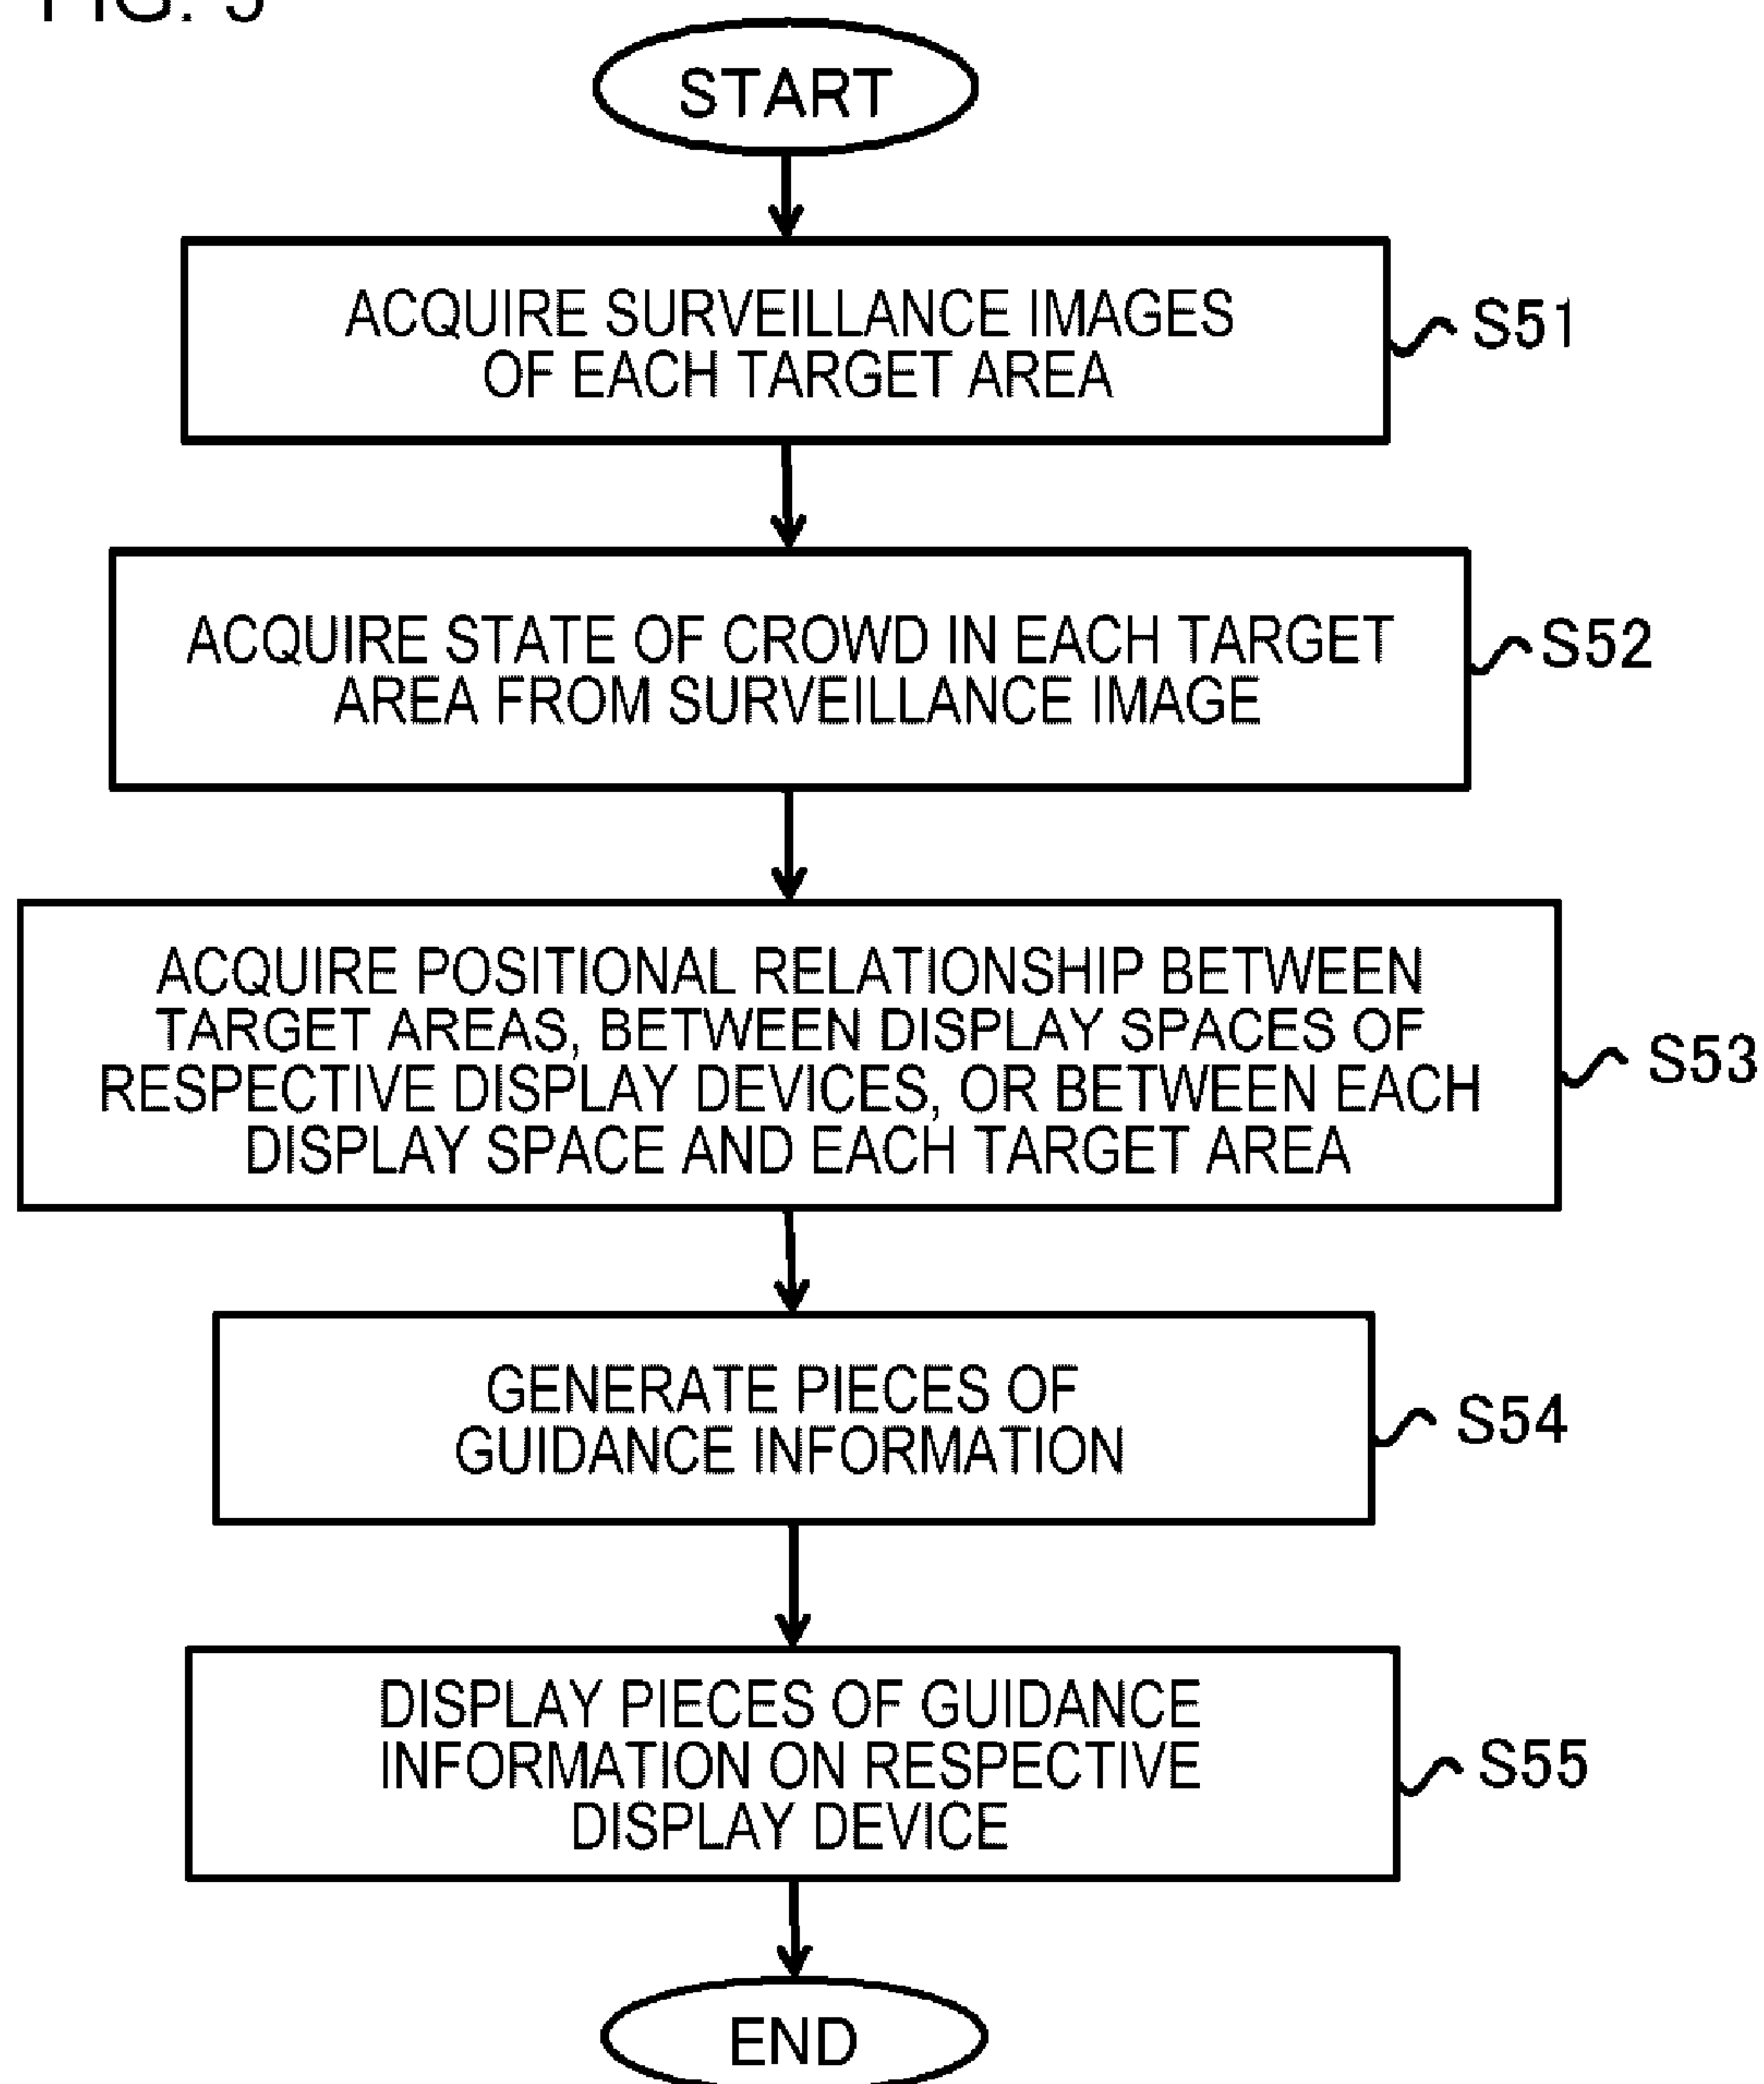 FIG. 5
START
ACQUIRE SURVEILLANCE IMAGES
OF EACH TARGET AREA
S51
ACQUIRE STATE OF CROWD IN EACH TARGET
AREA FROM SURVEILLANCE IMAGE
S52
ACQUIRE POSITIONAL RELATIONSHIP BETWEEN
TARGET AREAS, BETWEEN DISPLAY SPACES OF
RESPECTIVE DISPLAY DEVICES, OR BETWEEN EACH
DISPLAY SPACE AND EACH TARGET AREA
S53
GENERATE PIECES OF
GUIDANCE INFORMATION
S54
DISPLAY PIECES OF GUIDANCE
INFORMATION ON RESPECTIVE
DISPLAY DEVICE
S55
END